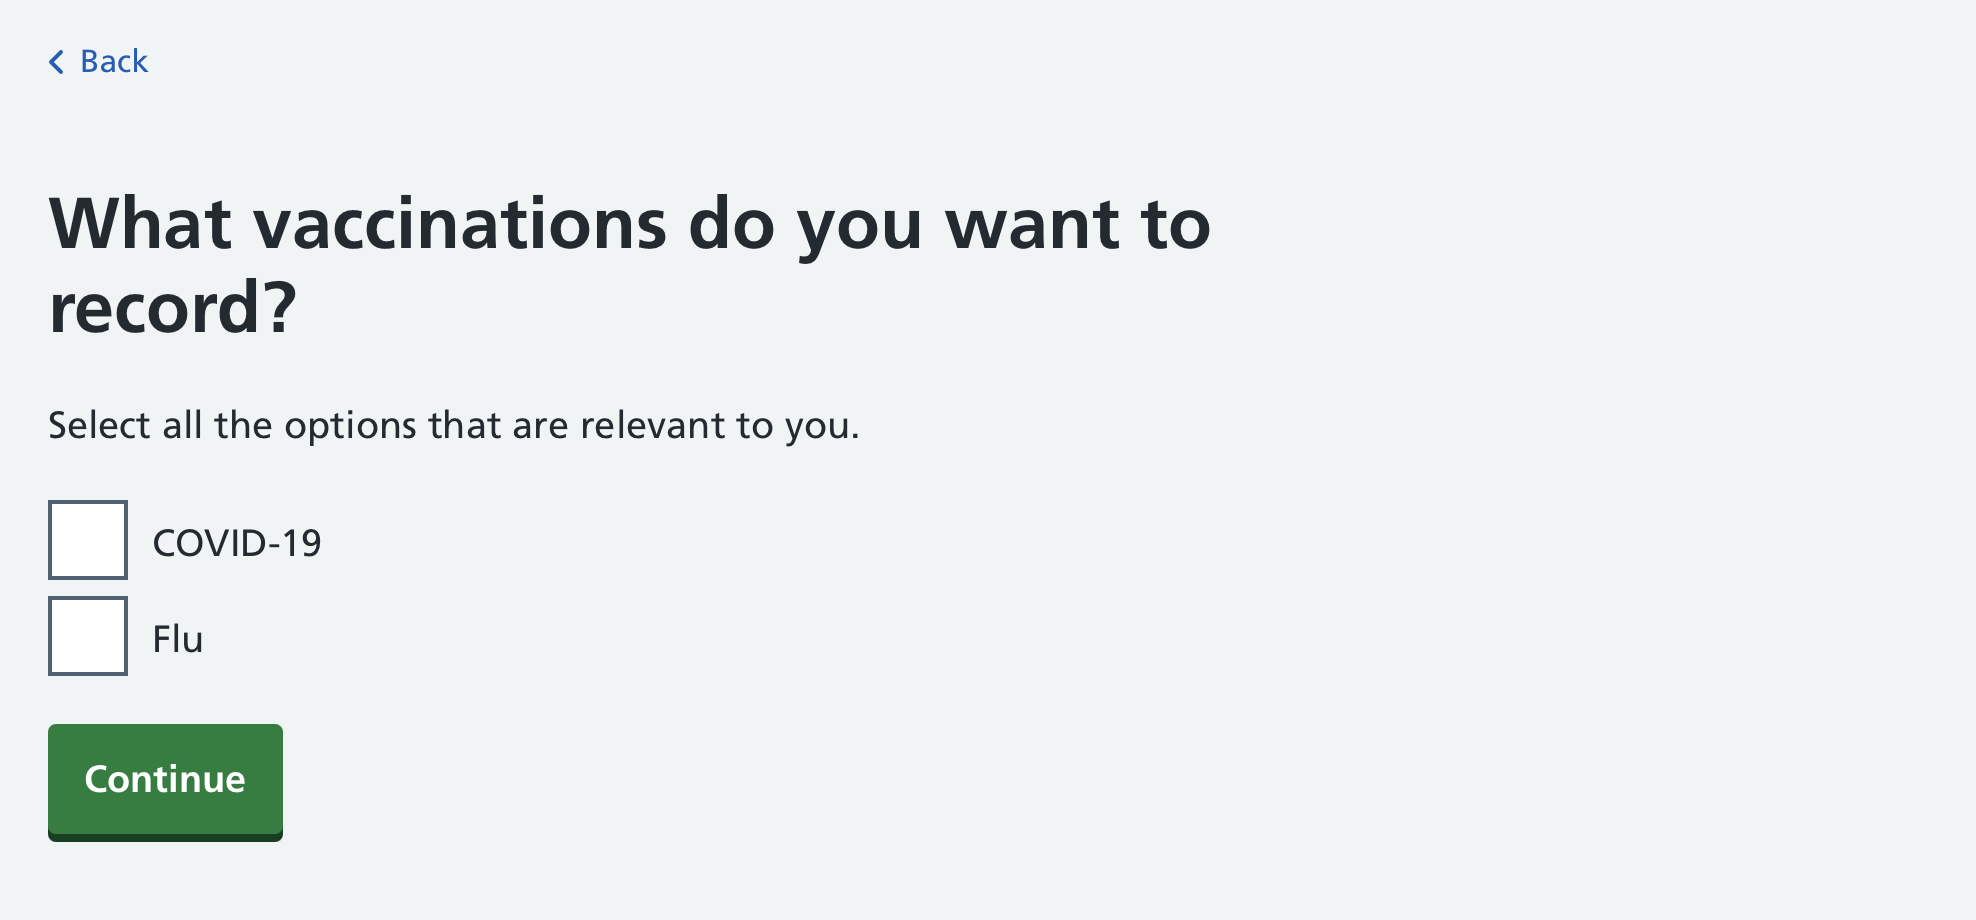 Back
What vaccinations do you want to
record?
Select all the options that are relevant to you.
COVID-19
Flu
Continue